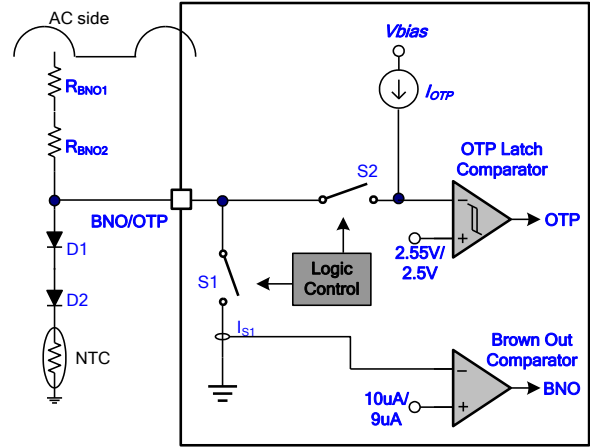 AC side
RBNO1
RBNO2
BNO/OTP
D1
D2
NTC
Vbias
IOTP
S2
OTP Latch
Comparator
−
+
OTP
2.55V/
2.5V
S1
Logic
Control
IS1
Brown Out
Comparator
−
+
BNO
10uA/
9uA